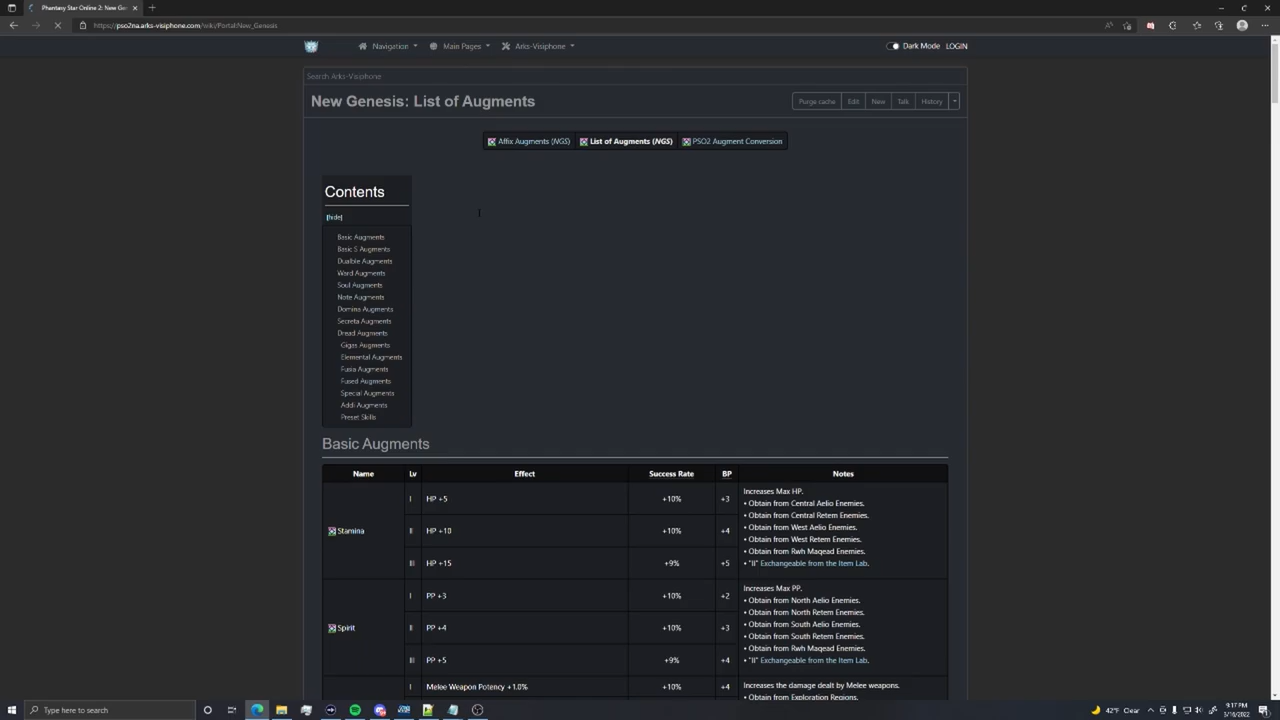 Phantasy Star Online 2: New Ger
https://pso2na.arks-visiphone.com/wiki/Portal:New_Genesis
Navigation
Main Pages
Arks-Visiphone
Dark Mode
LOGIN
Search Arks-Visiphone
New Genesis: List of Augments
Purge cache
Edit
New
Talk
History
Affix Augments (NGS)
List of Augments (NGS)
PSO2 Augment Conversion
Contents
[hide]
Basic Augments
Basic S Augments
Dualble Augments
Ward Augments
Soul Augments
Note Augments
Domina Augments
Secreta Augments
Dread Augments
Gigas Augments
Elemental Augments
Fusia Augments
Fused Augments
Special Augments
Addi Augments
Preset Skills
Basic Augments
Name Lv Effect Success Rate BP Notes
Stamina
I HP +5 +10% +3
II HP +10 +10% +4
III HP +15 +9% +5
Increases Max HP.
• Obtain from Central Aelio Enemies.
• Obtain from Central Retem Enemies.
• Obtain from West Aelio Enemies.
• Obtain from West Retem Enemies.
• Obtain from Rwh Maqead Enemies.
• "II" Exchangeable from the Item Lab.
Spirit
I PP +3 +10% +2
II PP +4 +10% +3
III PP +5 +9% +4
Increases Max PP.
• Obtain from North Aelio Enemies.
• Obtain from North Retem Enemies.
• Obtain from South Aelio Enemies.
• Obtain from South Retem Enemies.
• Obtain from Rwh Maqead Enemies.
• "II" Exchangeable from the Item Lab.
I Melee Weapon Potency +1.0% +10% +4
Increases the damage dealt by Melee weapons.
• Obtain from Exploration Regions.
Type here to search
42°F Clear
9:17 PM
3/16/2022